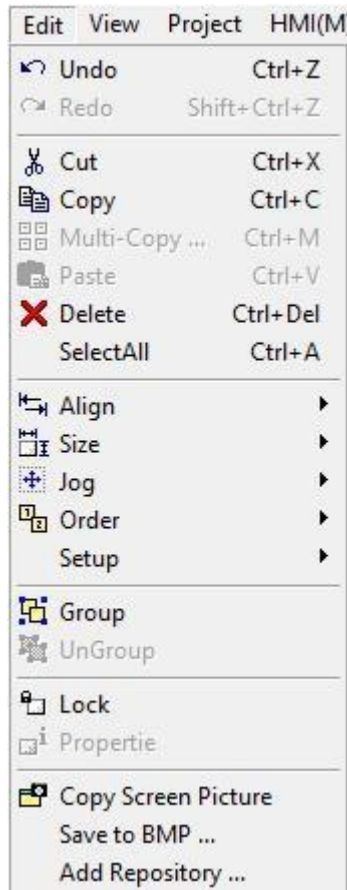 Edit View Project HMI(M
Undo Ctrl+Z
Redo Shift+Ctrl+Z
Cut Ctrl+X
Copy Ctrl+C
Multi-Copy ... Ctrl+M
Paste Ctrl+V
Delete Ctrl+Del
SelectAll Ctrl+A
Align
Size
Jog
Order
Setup
Group
UnGroup
Lock
Propertie
Copy Screen Picture
Save to BMP ...
Add Repository ...